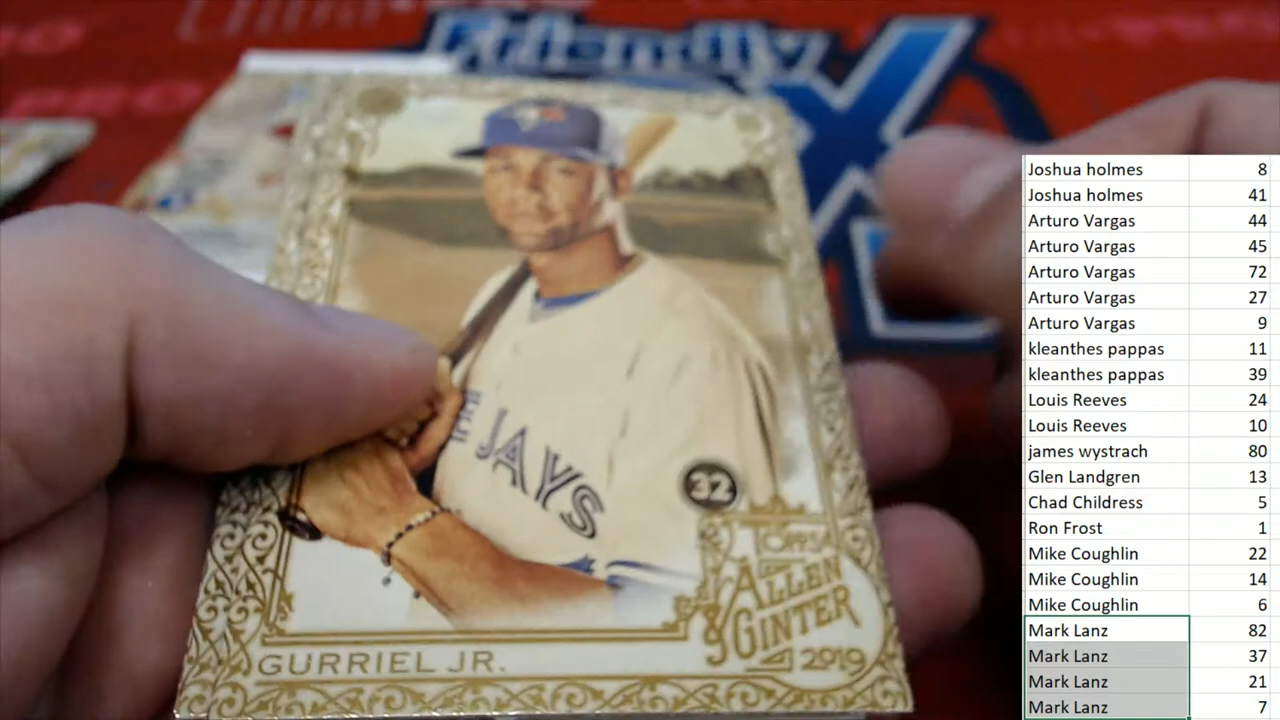 Friendly
JAYS
32
TOPPS
ALLEN
GINTER
2019
GURRIEL JR.
Joshua holmes 8
Joshua holmes 41
Arturo Vargas 44
Arturo Vargas 45
Arturo Vargas 72
Arturo Vargas 27
Arturo Vargas 9
kleanthes pappas 11
kleanthes pappas 39
Louis Reeves 24
Louis Reeves 10
james wystrach 80
Glen Landgren 13
Chad Childress 5
Ron Frost 1
Mike Coughlin 22
Mike Coughlin 14
Mike Coughlin 6
Mark Lanz 82
Mark Lanz 37
Mark Lanz 21
Mark Lanz 7